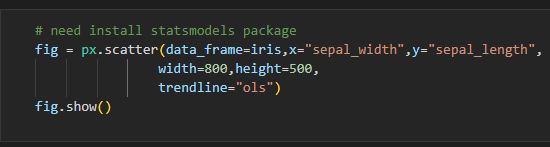 # need install statsmodels package
fig = px.scatter(data_frame=iris,x="sepal_width",y="sepal_length",
width=800,height=500,
trendline="ols")
fig.show()